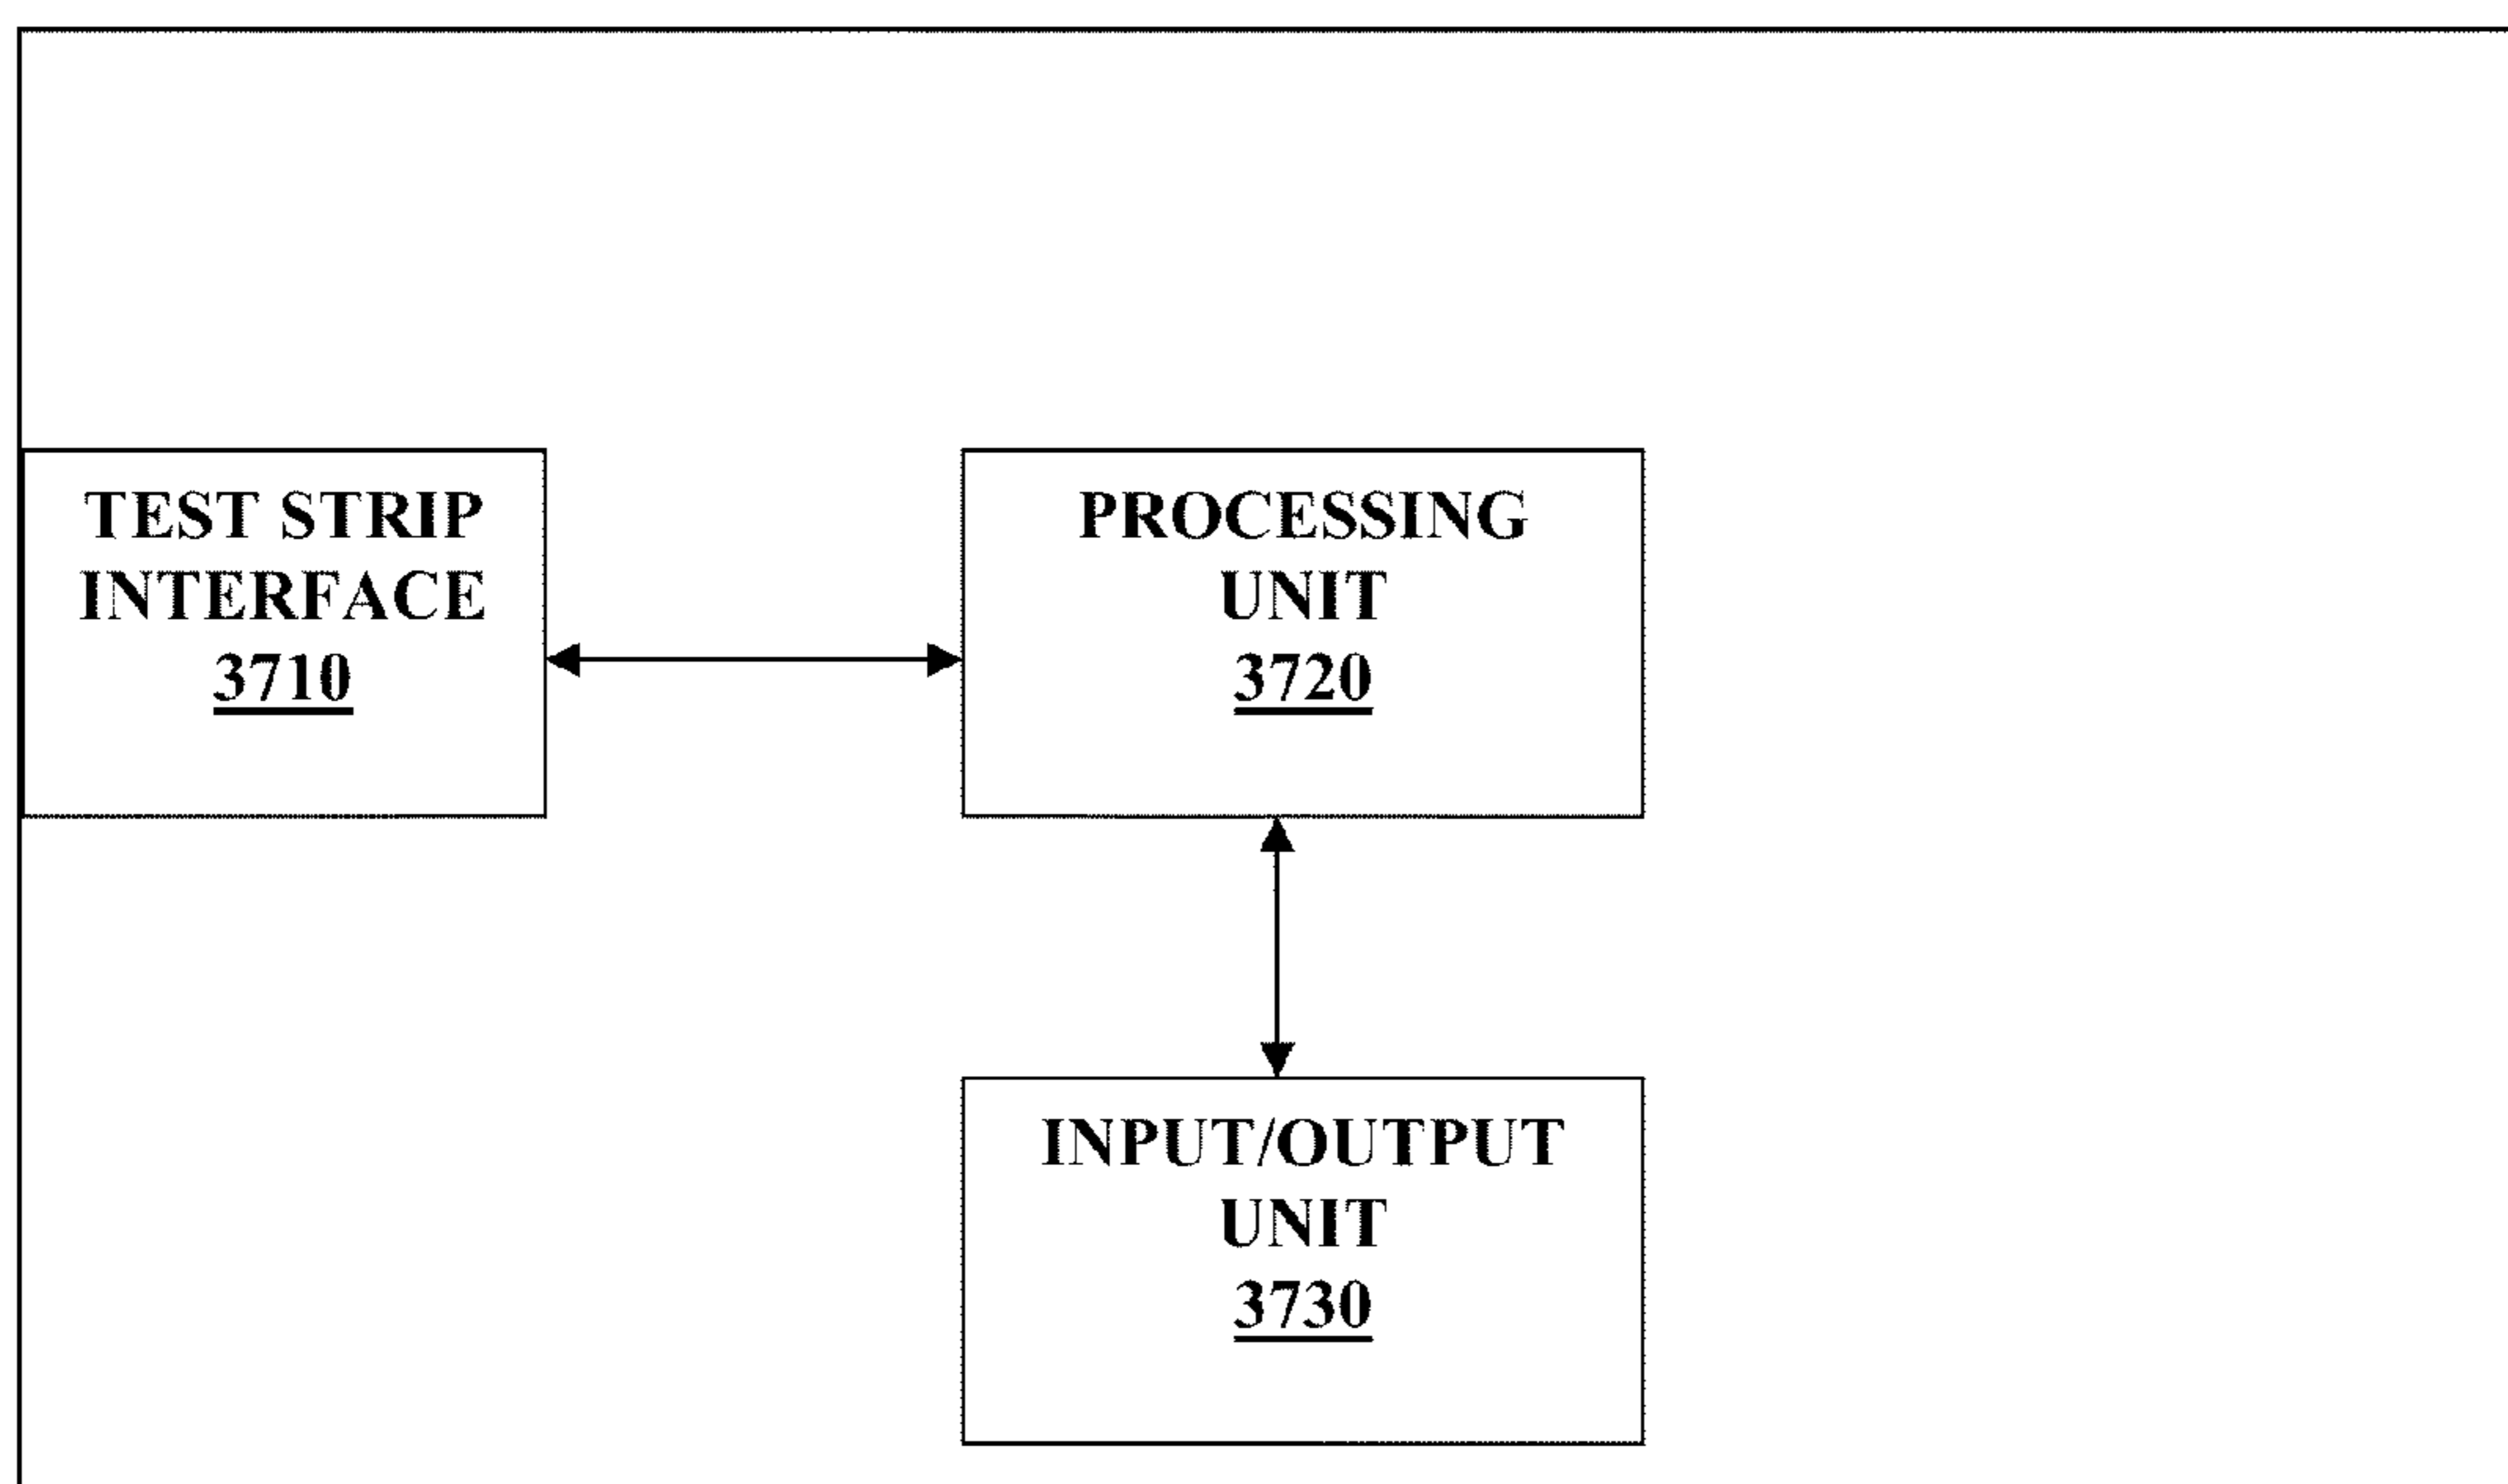 TEST STRIP
INTERFACE
3710
PROCESSING
UNIT
3720
INPUT/OUTPUT
UNIT
3730